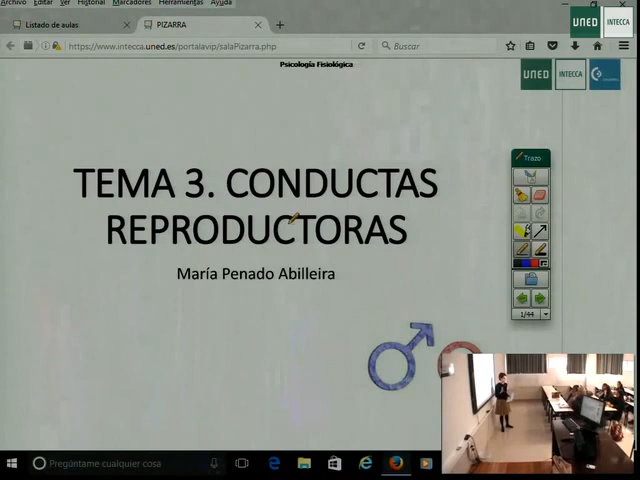 Archivo Editar Ver Historial Marcadores Herramientas Ayuda
Listado de aulas:
PIZARRA
https://www.intecca.uned.es/portalavip/salaPizarra.php
Buscar
UNED
INTECCA
Psicología Fisiológica
UNED
INTECCA
Trazo
TEMA 3. CONDUCTAS
REPRODUCTORAS
María Penado Abilleira
1/44
Pregúntame cualquier cosa